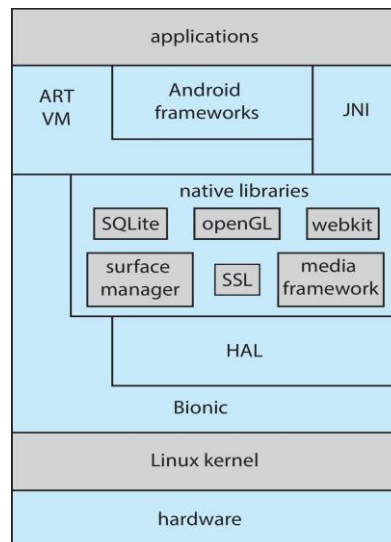 applications
ART
VM
Android
frameworks
JNI
native libraries
SQLite
openGL
webkit
surface
manager
SSL
media
framework
HAL
Bionic
Linux kernel
hardware